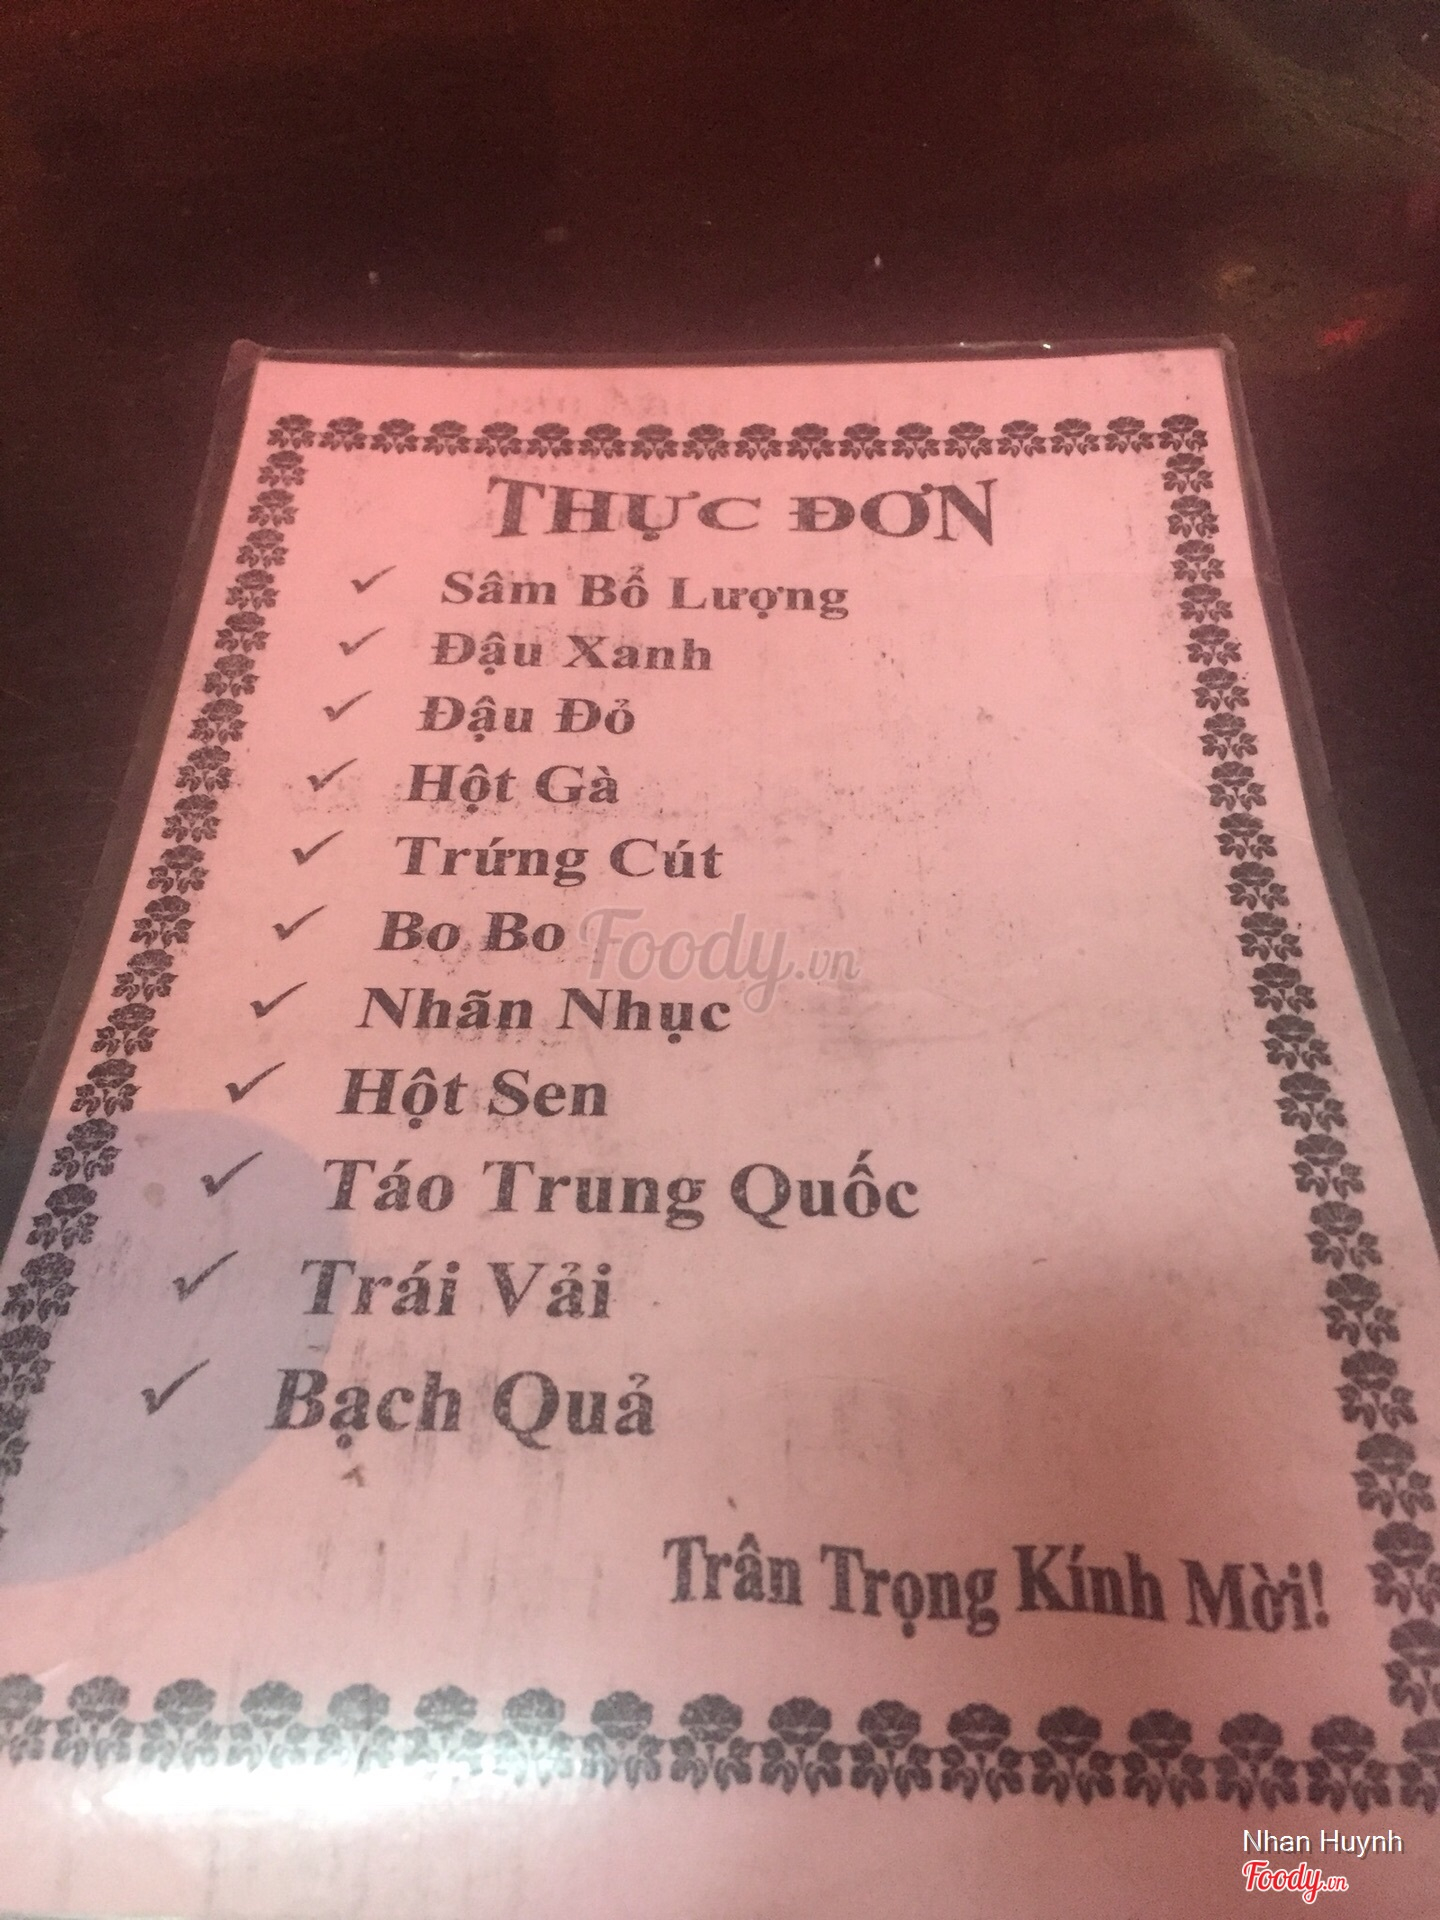 THỰC ĐƠN
✓ Sâm Bổ Lượng
✓ Đậu Xanh
✓ Đậu Đỏ
✓ Hột Gà
✓ Trứng Cút
✓ Bo Bo
Foody.vn
✓ Nhãn Nhục
✓ Hột Sen
✓ Táo Trung Quốc
✓ Trái Vải
✓ Bạch Quả
Trân Trọng Kính Mời!
Nhan Huynh
Foody.vn